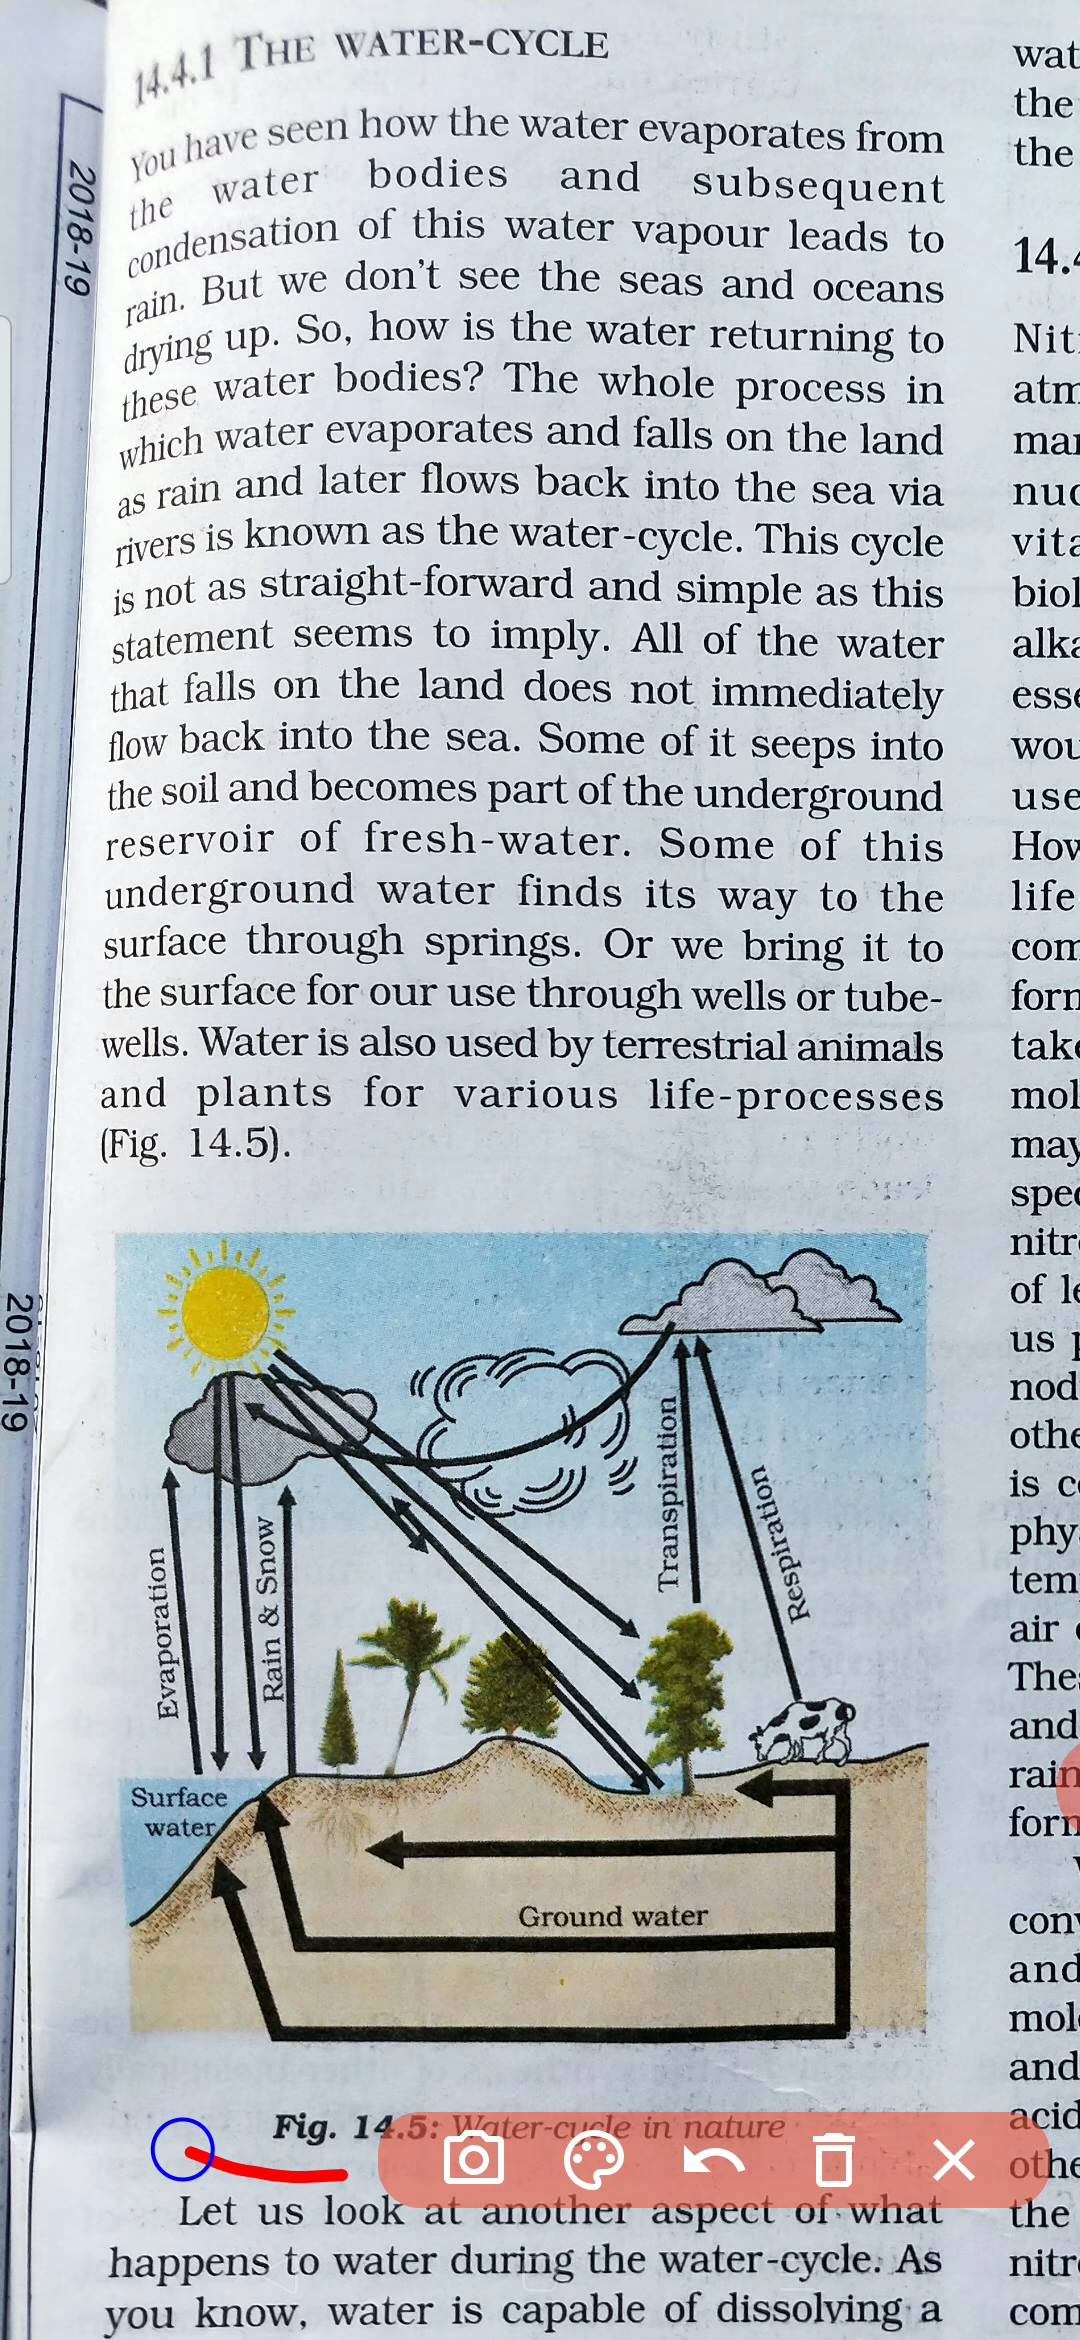 14.4.1 THE WATER-CYCLE
You have seen how the water evaporates from
the water bodies and subsequent
condensation of this water vapour leads to
rain. But we don't see the seas and oceans
drying up. So, how is the water returning to
these water bodies? The whole process in
which water evaporates and falls on the land
as rain and later flows back into the sea via
rivers is known as the water-cycle. This cycle
is not as straight-forward and simple as this
statement seems to imply. All of the water
that falls on the land does not immediately
flow back into the sea. Some of it seeps into
the soil and becomes part of the underground
reservoir of fresh-water. Some of this
underground water finds its way to the
surface through springs. Or we bring it to
the surface for our use through wells or tube-
wells. Water is also used by terrestrial animals
and plants for various life-processes
(Fig. 14.5).
Evaporation
Rain & Snow
Transpiration
Respiration
Surface
water
Ground water
Fig. 14.5: Water-cycle in nature
Let us look at another aspect of what
happens to water during the water-cycle. As
you know, water is capable of dissolving a
2018-19
2018-19
the
the
life
of
us
is
air
and
and
and
the